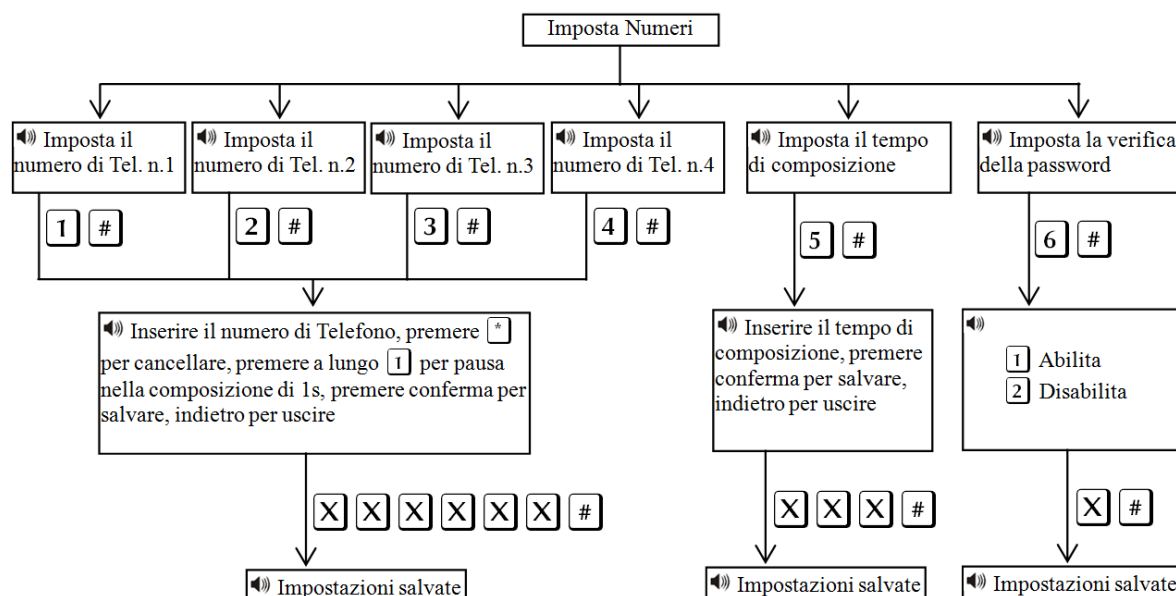 Imposta Numeri
Imposta il
numero di Tel. n.1
Imposta il
numero di Tel. n.2
Imposta il
numero di Tel. n.3
Imposta il
numero di Tel. n.4
Imposta il tempo
di composizione
Imposta la verifica
della password
1 #
2 #
3 #
4 #
5 #
6 #
Inserire il numero di Telefono, premere *
per cancellare, premere a lungo 1 per pausa
nella composizione di 1s, premere conferma per
salvare, indietro per uscire
Inserire il tempo di
composizione, premere
conferma per salvare,
indietro per uscire
1 Abilita
2 Disabilita
X X X X X X #
X X X #
X #
Impostazioni salvate
Impostazioni salvate
Impostazioni salvate